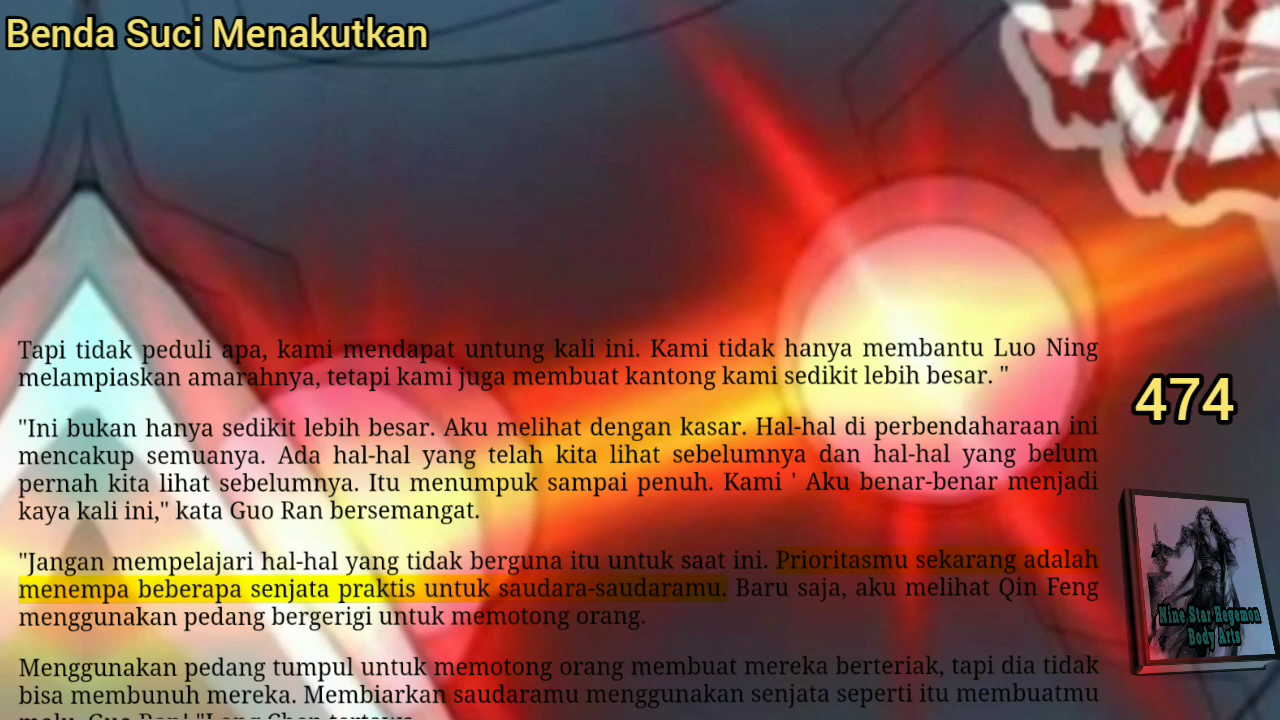 Benda Suci Menakutkan
Tapi tidak peduli apa, kami mendapat untung kali ini. Kami tidak hanya membantu Luo Ning
melampiaskan amarahnya, tetapi kami juga membuat kantong kami sedikit lebih besar. "
"Ini bukan hanya sedikit lebih besar. Aku melihat dengan kasar. Hal-hal di perbendaharaan ini
mencakup semuanya. Ada hal-hal yang telah kita lihat sebelumnya dan hal-hal yang belum
pernah kita lihat sebelumnya. Itu menumpuk sampai penuh. Kami ' Aku benar-benar menjadi
kaya kali ini," kata Guo Ran bersemangat.
"Jangan mempelajari hal-hal yang tidak berguna itu untuk saat ini. Prioritasmu sekarang adalah
menempa beberapa senjata praktis untuk saudara-saudaramu. Baru saja, aku melihat Qin Feng
menggunakan pedang bergerigi untuk memotong orang.
Menggunakan pedang tumpul untuk memotong orang membuat mereka berteriak, tapi dia tidak
bisa membunuh mereka. Membiarkan saudaramu menggunakan senjata seperti itu membuatmu
474
Nine Star Hegemon
Body Arts